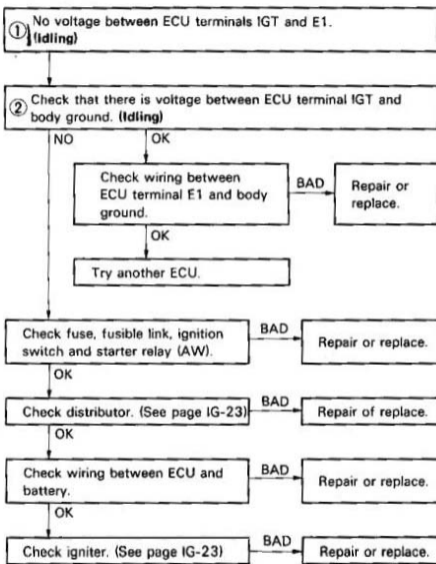 ① No voltage between ECU terminals IGT and E1.
(Idling)
② Check that there is voltage between ECU terminal IGT and
body ground. (Idling)
NO
OK
Check wiring between
ECU terminal E1 and body
ground.
BAD
Repair or
replace.
OK
Try another ECU.
Check fuse, fusible link, ignition
switch and starter relay (AW).
BAD
Repair or replace.
OK
Check distributor. (See page IG-23)
BAD
Repair of replace.
OK
Check wiring between ECU and
battery.
BAD
Repair or replace.
OK
Check igniter. (See page IG-23)
BAD
Repair or replace.